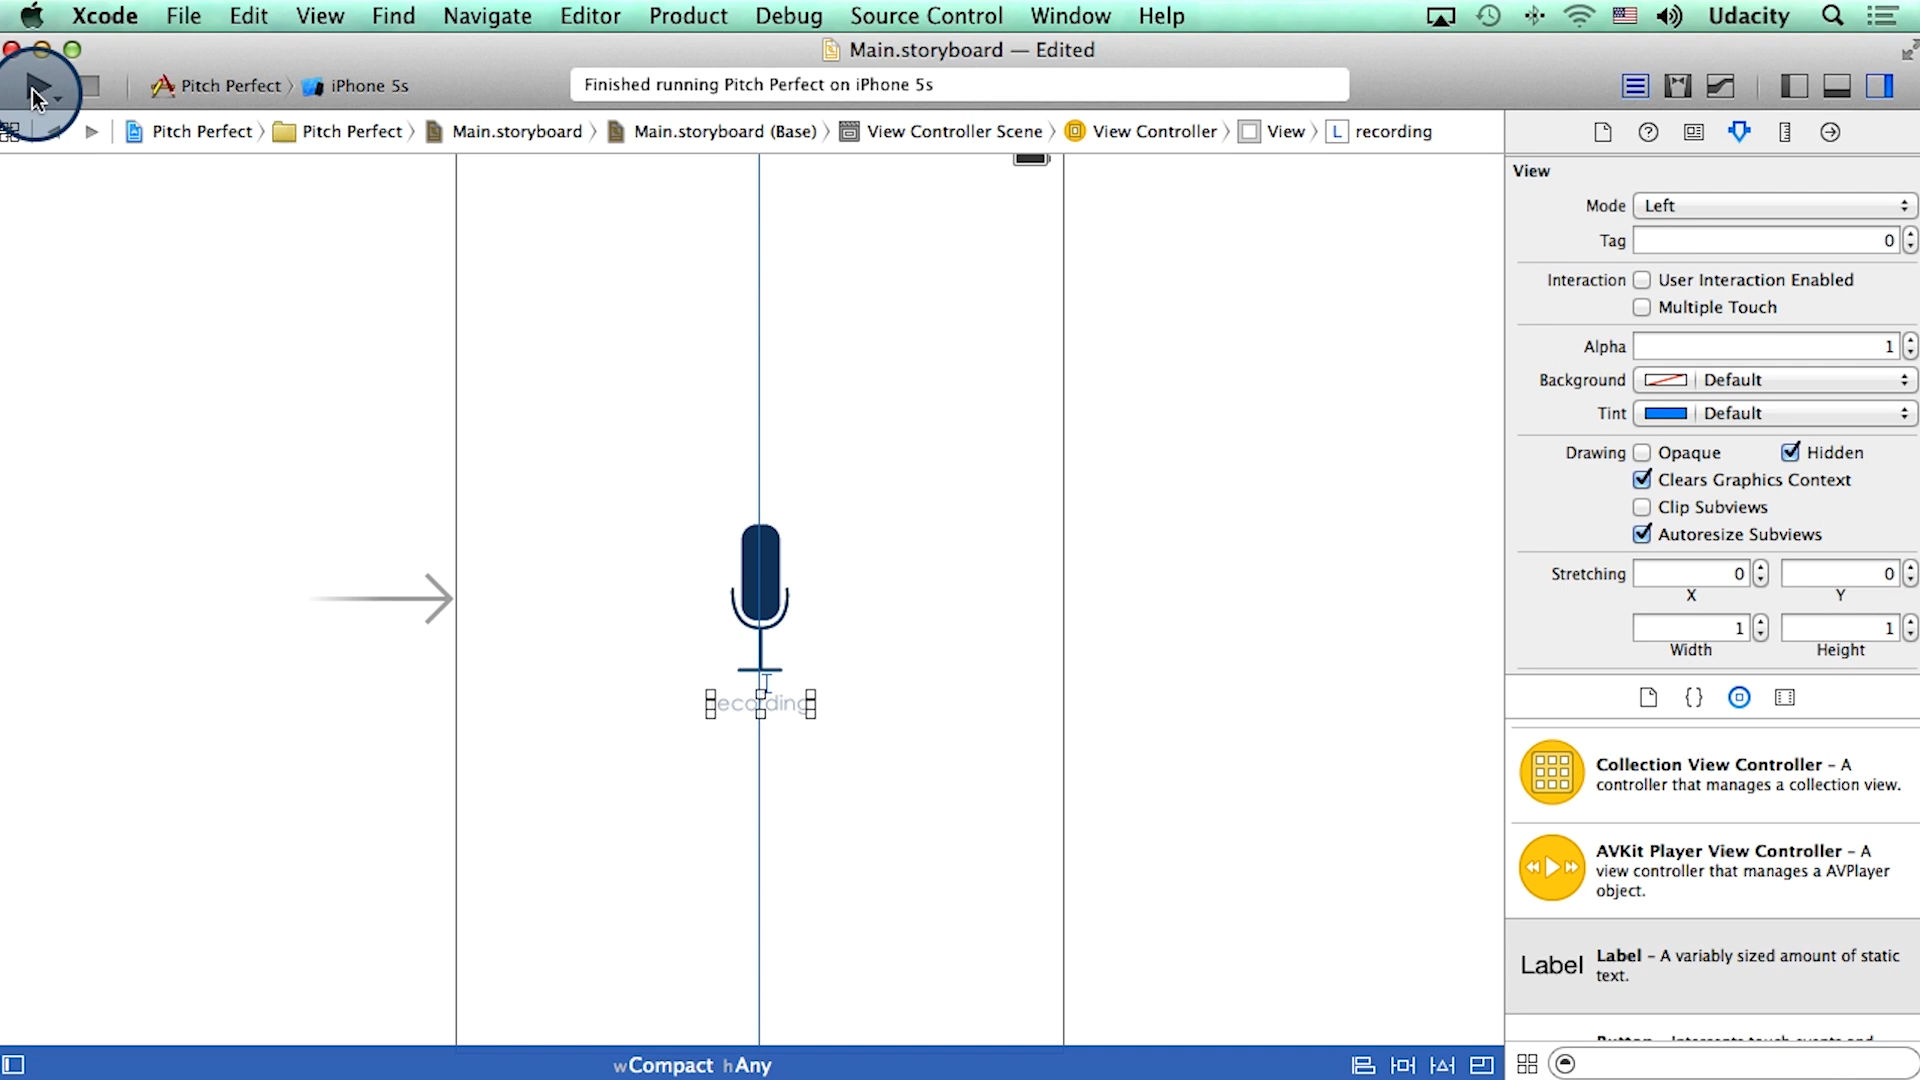 Xcode File Edit View Find Navigate Editor Product Debug Source Control Window Help Udacity
Main.storyboard — Edited
Pitch Perfect iPhone 5s
Finished running Pitch Perfect on iPhone 5s
Pitch Perfect Pitch Perfect Main.storyboard Main.storyboard (Base) View Controller Scene View Controller View L recording
View
Mode Left
Tag 0
Interaction User Interaction Enabled
Multiple Touch
Alpha 1
Background Default
Tint Default
Drawing Opaque Hidden
Clears Graphics Context
Clip Subviews
Autoresize Subviews
Stretching 0 0
X Y
1 1
Width Height
recording
Collection View Controller – A
controller that manages a collection view.
AVKit Player View Controller – A
view controller that manages a AVPlayer
object.
Label
Label – A variably sized amount of static
text.
wCompact hAny